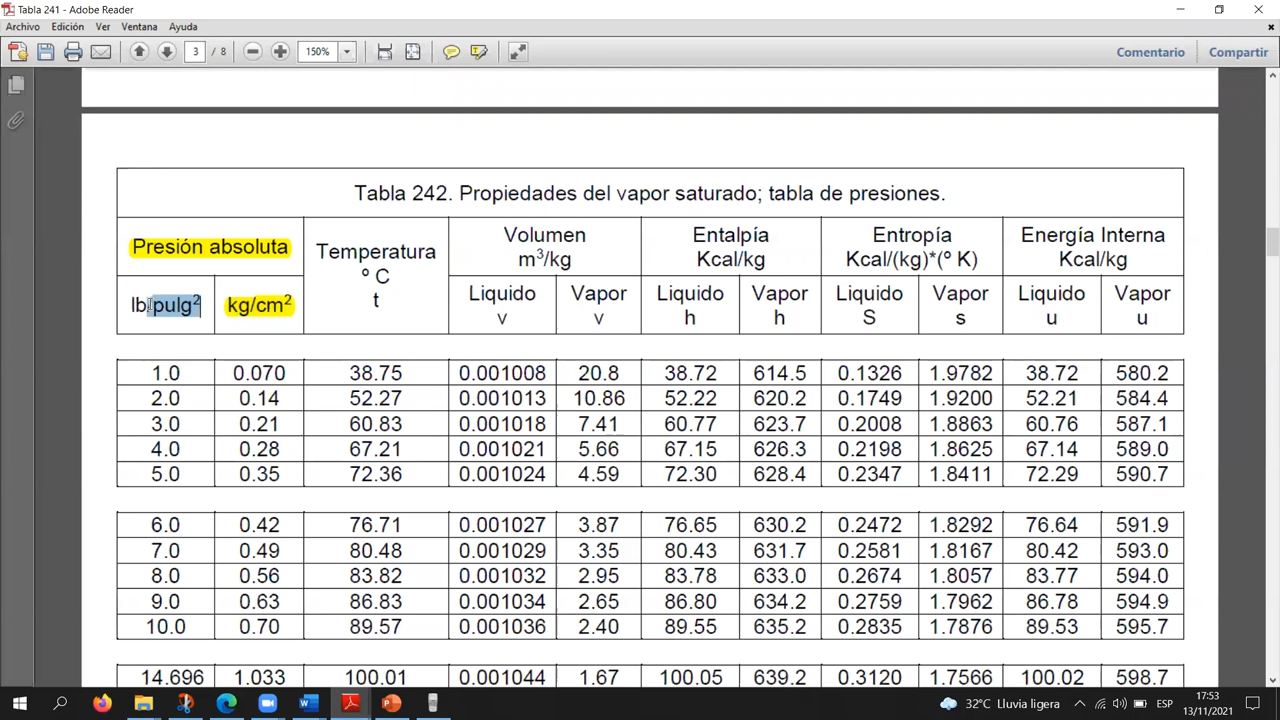 Tabla 241 - Adobe Reader
Archivo Edición Ver Ventana Ayuda
3 / 8 150% Comentario Compartir
Tabla 242. Propiedades del vapor saturado; tabla de presiones.
Presión absoluta Temperatura º C t Volumen m³/kg Entalpía Kcal/kg Entropía Kcal/(kg)*(º K) Energía Interna Kcal/kg
lb/pulg² kg/cm² Liquido v Vapor v Liquido h Vapor h Liquido S Vapor s Liquido u Vapor u
1.0 0.070 38.75 0.001008 20.8 38.72 614.5 0.1326 1.9782 38.72 580.2
2.0 0.14 52.27 0.001013 10.86 52.22 620.2 0.1749 1.9200 52.21 584.4
3.0 0.21 60.83 0.001018 7.41 60.77 623.7 0.2008 1.8863 60.76 587.1
4.0 0.28 67.21 0.001021 5.66 67.15 626.3 0.2198 1.8625 67.14 589.0
5.0 0.35 72.36 0.001024 4.59 72.30 628.4 0.2347 1.8411 72.29 590.7
6.0 0.42 76.71 0.001027 3.87 76.65 630.2 0.2472 1.8292 76.64 591.9
7.0 0.49 80.48 0.001029 3.35 80.43 631.7 0.2581 1.8167 80.42 593.0
8.0 0.56 83.82 0.001032 2.95 83.78 633.0 0.2674 1.8057 83.77 594.0
9.0 0.63 86.83 0.001034 2.65 86.80 634.2 0.2759 1.7962 86.78 594.9
10.0 0.70 89.57 0.001036 2.40 89.55 635.2 0.2835 1.7876 89.53 595.7
14.696 1.033 100.01 0.001044 1.67 100.05 639.2 0.3120 1.7566 100.02 598.7
32°C Lluvia ligera ESP 17:53
13/11/2021